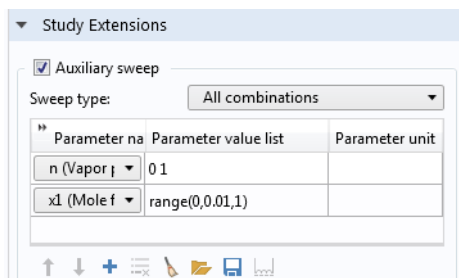 Study Extensions
Auxiliary sweep
Sweep type: All combinations
Parameter na Parameter value list Parameter unit
n (Vapor p 0 1
x1 (Mole f range(0,0.01,1)